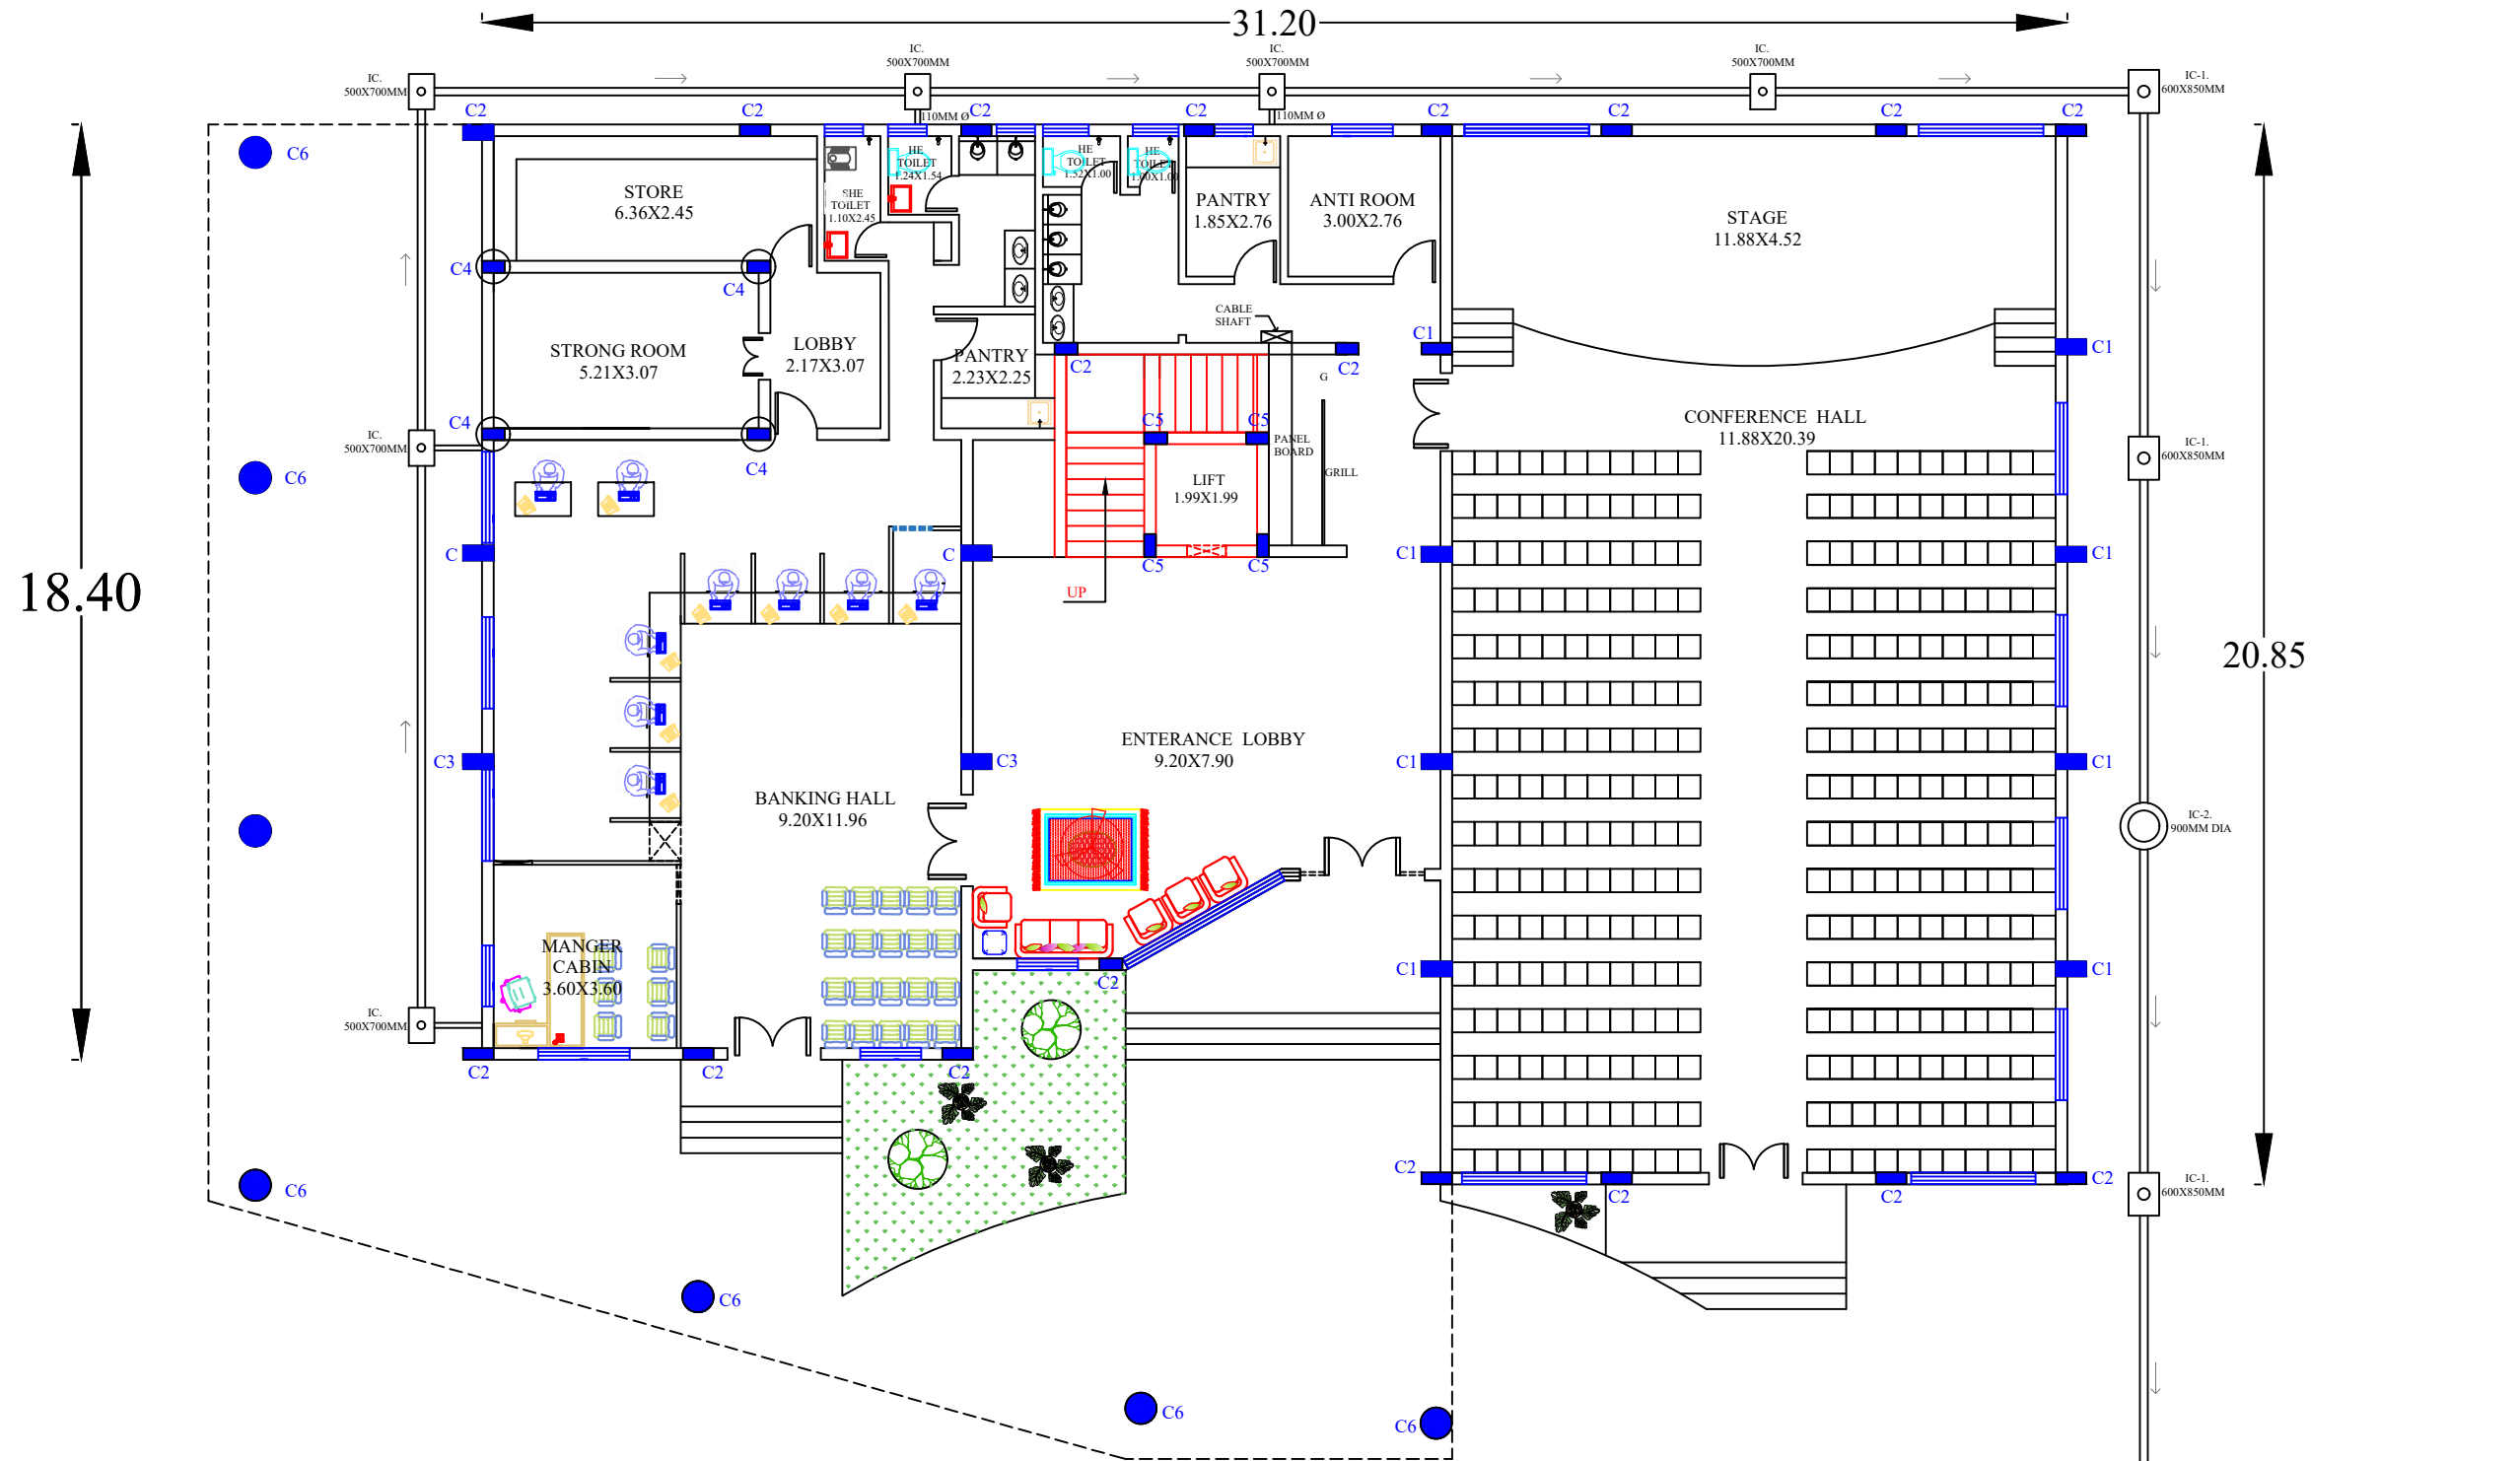 31.20
IC.
500X700MM
IC.
500X700MM
IC.
500X700MM
IC.
500X700MM
IC-1.
600X850MM
C2
C2
110MM Ø
C2
C2
110MM Ø
C2
C2
C2
C2
C6
STORE
6.36X2.45
SHE
TOILET
1.10X2.45
HE
TOILET
1.24X1.54
HE
TOILET
1.52X1.00
HE
TOILET
1.00X1.00
PANTRY
1.85X2.76
ANTI ROOM
3.00X2.76
STAGE
11.88X4.52
C4
C4
CABLE
SHAFT
STRONG ROOM
5.21X3.07
LOBBY
2.17X3.07
PANTRY
2.23X2.25
C2
C2
C1
C1
G
C4
C4
IC.
500X700MM
C5
C5
PANEL
BOARD
GRILL
LIFT
1.99X1.99
CONFERENCE HALL
11.88X20.39
IC-1.
600X850MM
C6
C
C
C5
C5
C1
C1
UP
18.40
20.85
C3
C3
ENTERANCE LOBBY
9.20X7.90
C1
C1
BANKING HALL
9.20X11.96
IC-2.
900MM DIA
MANGER
CABIN
3.60X3.60
C2
C1
C1
IC.
500X700MM
C2
C2
C2
C6
C2
C2
C2
C2
IC-1.
600X850MM
C6
C6
C6